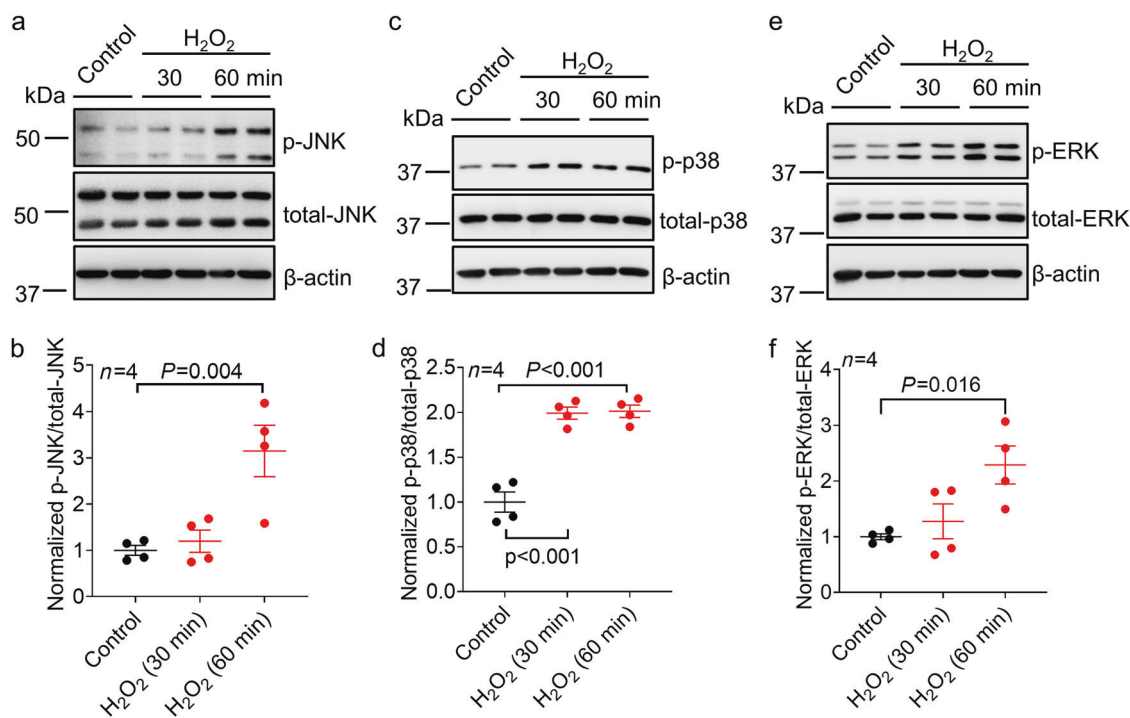 a
Control
H₂O₂
30
60 min
kDa
50
p-JNK
50
total-JNK
37
β-actin
b
Normalized p-JNK/total-JNK
n=4
P=0.004
5
4
3
2
1
0
Control
H₂O₂ (30 min)
H₂O₂ (60 min)
c
Control
H₂O₂
30
60 min
kDa
37
p-p38
37
total-p38
37
β-actin
d
Normalized p-p38/total-p38
n=4
P<0.001
p<0.001
2.5
2.0
1.5
1.0
0.5
0.0
Control
H₂O₂ (30 min)
H₂O₂ (60 min)
e
Control
H₂O₂
30
60 min
kDa
37
p-ERK
37
total-ERK
37
β-actin
f
Normalized p-ERK/total-ERK
n=4
P=0.016
4
3
2
1
0
Control
H₂O₂ (30 min)
H₂O₂ (60 min)